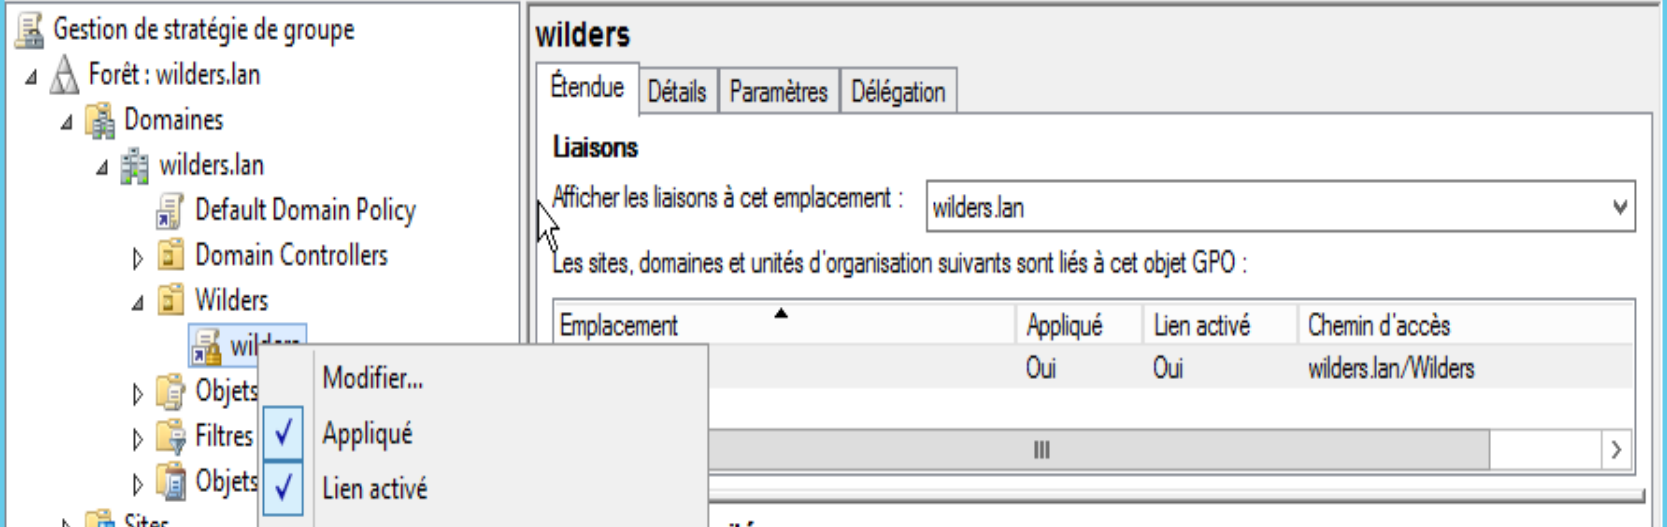 Gestion de stratégie de groupe
Forêt : wilders.lan
Domaines
wilders.lan
Default Domain Policy
Domain Controllers
Wilders
Objets
Filtres
Objets
Sites
Modifier...
Appliqué
Lien activé
wilders
Étendue Détails Paramètres Délégation
Liaisons
Afficher les liaisons à cet emplacement : wilders.lan
Les sites, domaines et unités d'organisation suivants sont liés à cet objet GPO :
Emplacement Appliqué Lien activé Chemin d'accès
Oui Oui wilders.lan/Wilders